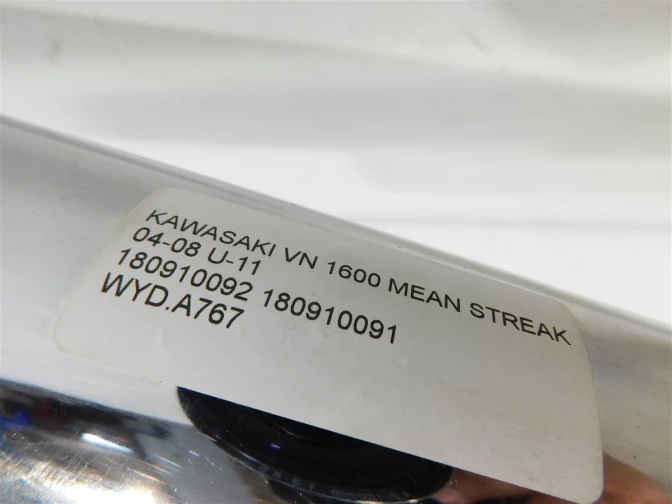 KAWASAKI VN 1600 MEAN STREAK
04-08 U-11
180910092 180910091
WYD.A767